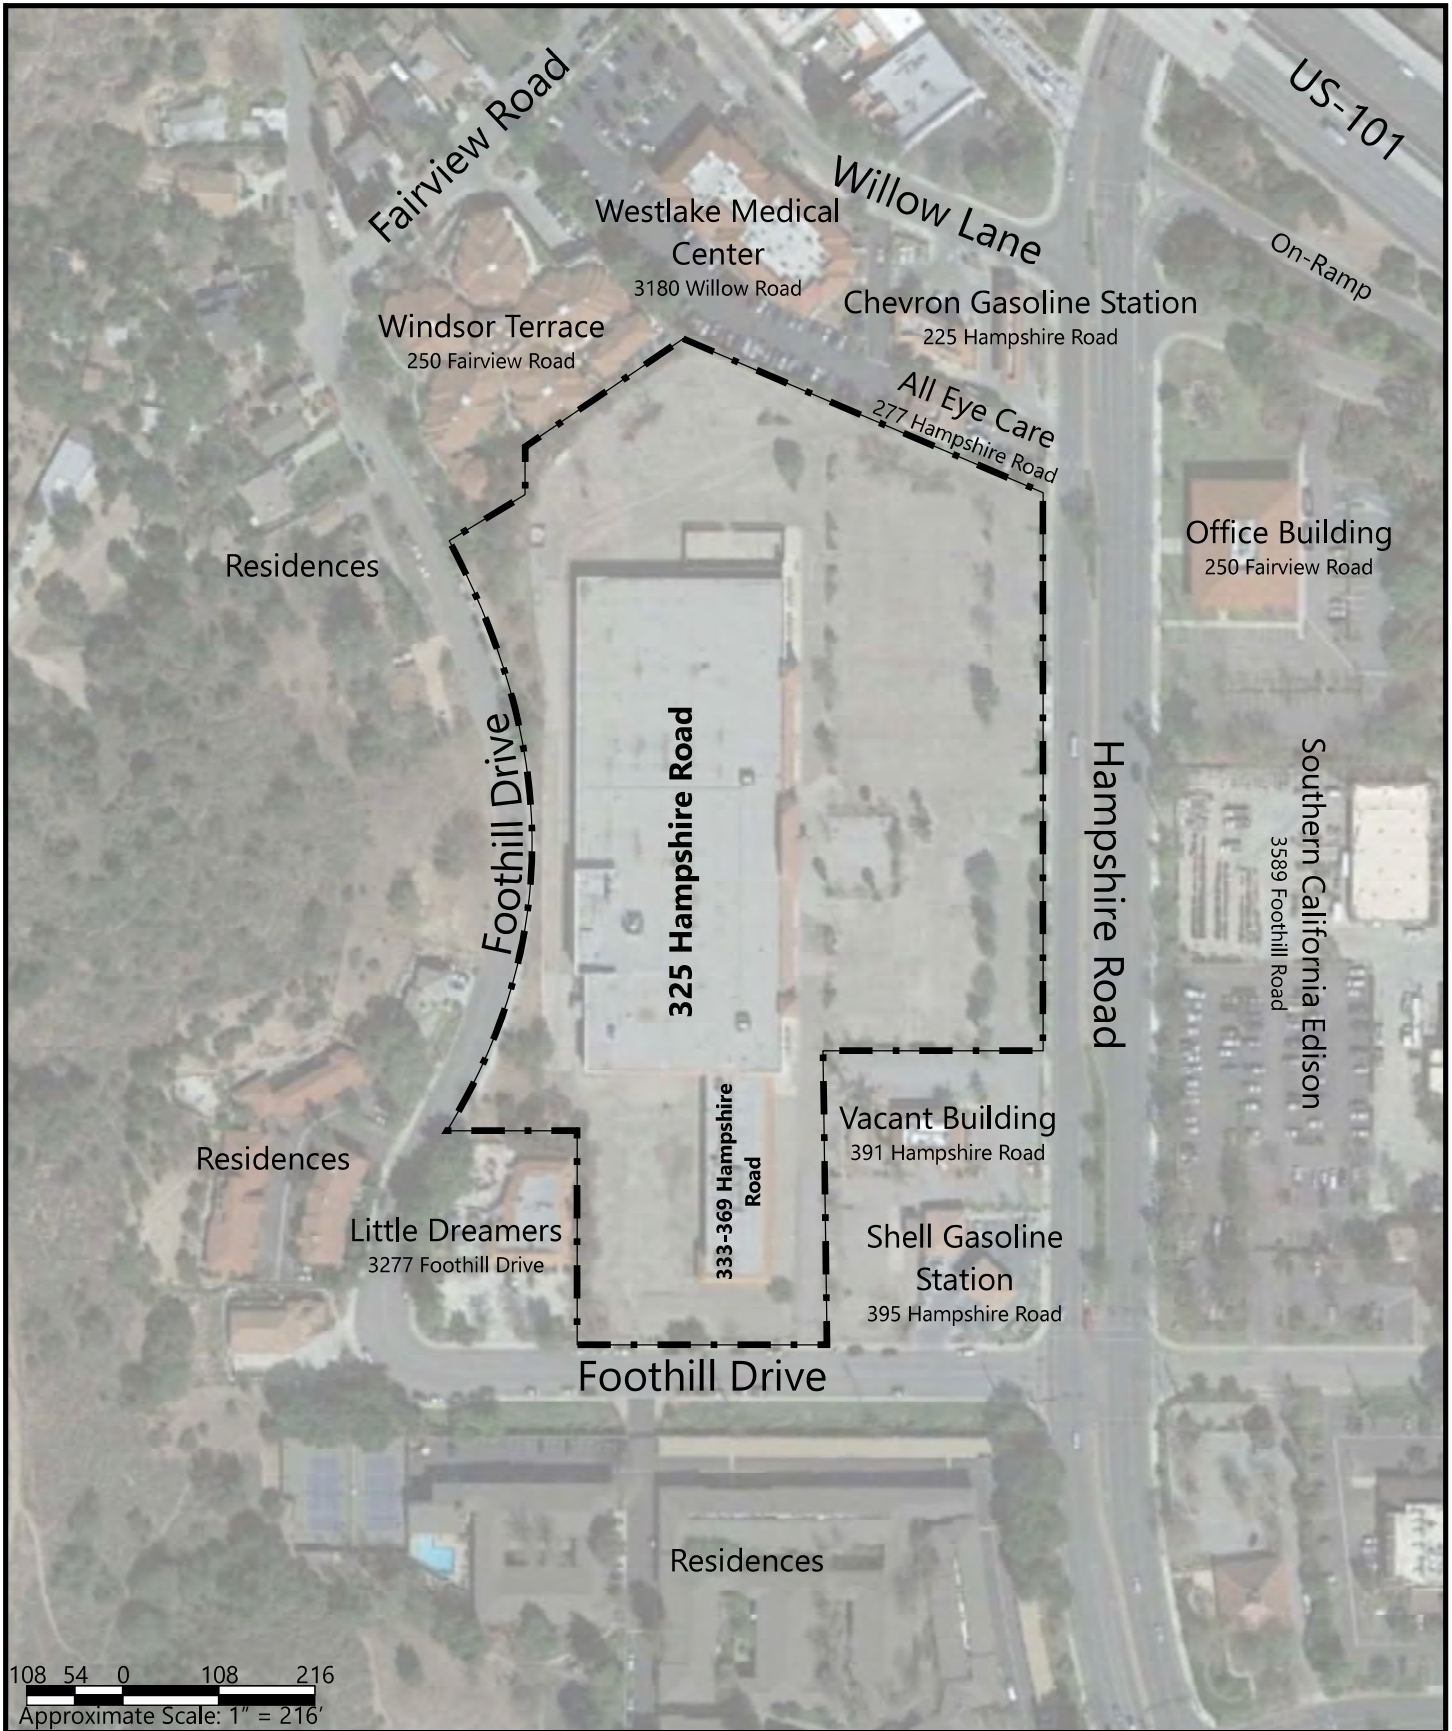 Fairview Road
US-101
Willow Lane
Westlake Medical
Center
3180 Willow Road
On-Ramp
Chevron Gasoline Station
225 Hampshire Road
Windsor Terrace
250 Fairview Road
All Eye Care
277 Hampshire Road
Office Building
250 Fairview Road
Residences
Foothill Drive
325 Hampshire Road
Hampshire Road
Southern California Edison
3589 Foothill Road
333-369 Hampshire
Road
Vacant Building
391 Hampshire Road
Residences
Little Dreamers
3277 Foothill Drive
Shell Gasoline
Station
395 Hampshire Road
Foothill Drive
Residences
108 54 0 108 216
Approximate Scale: 1" = 216'